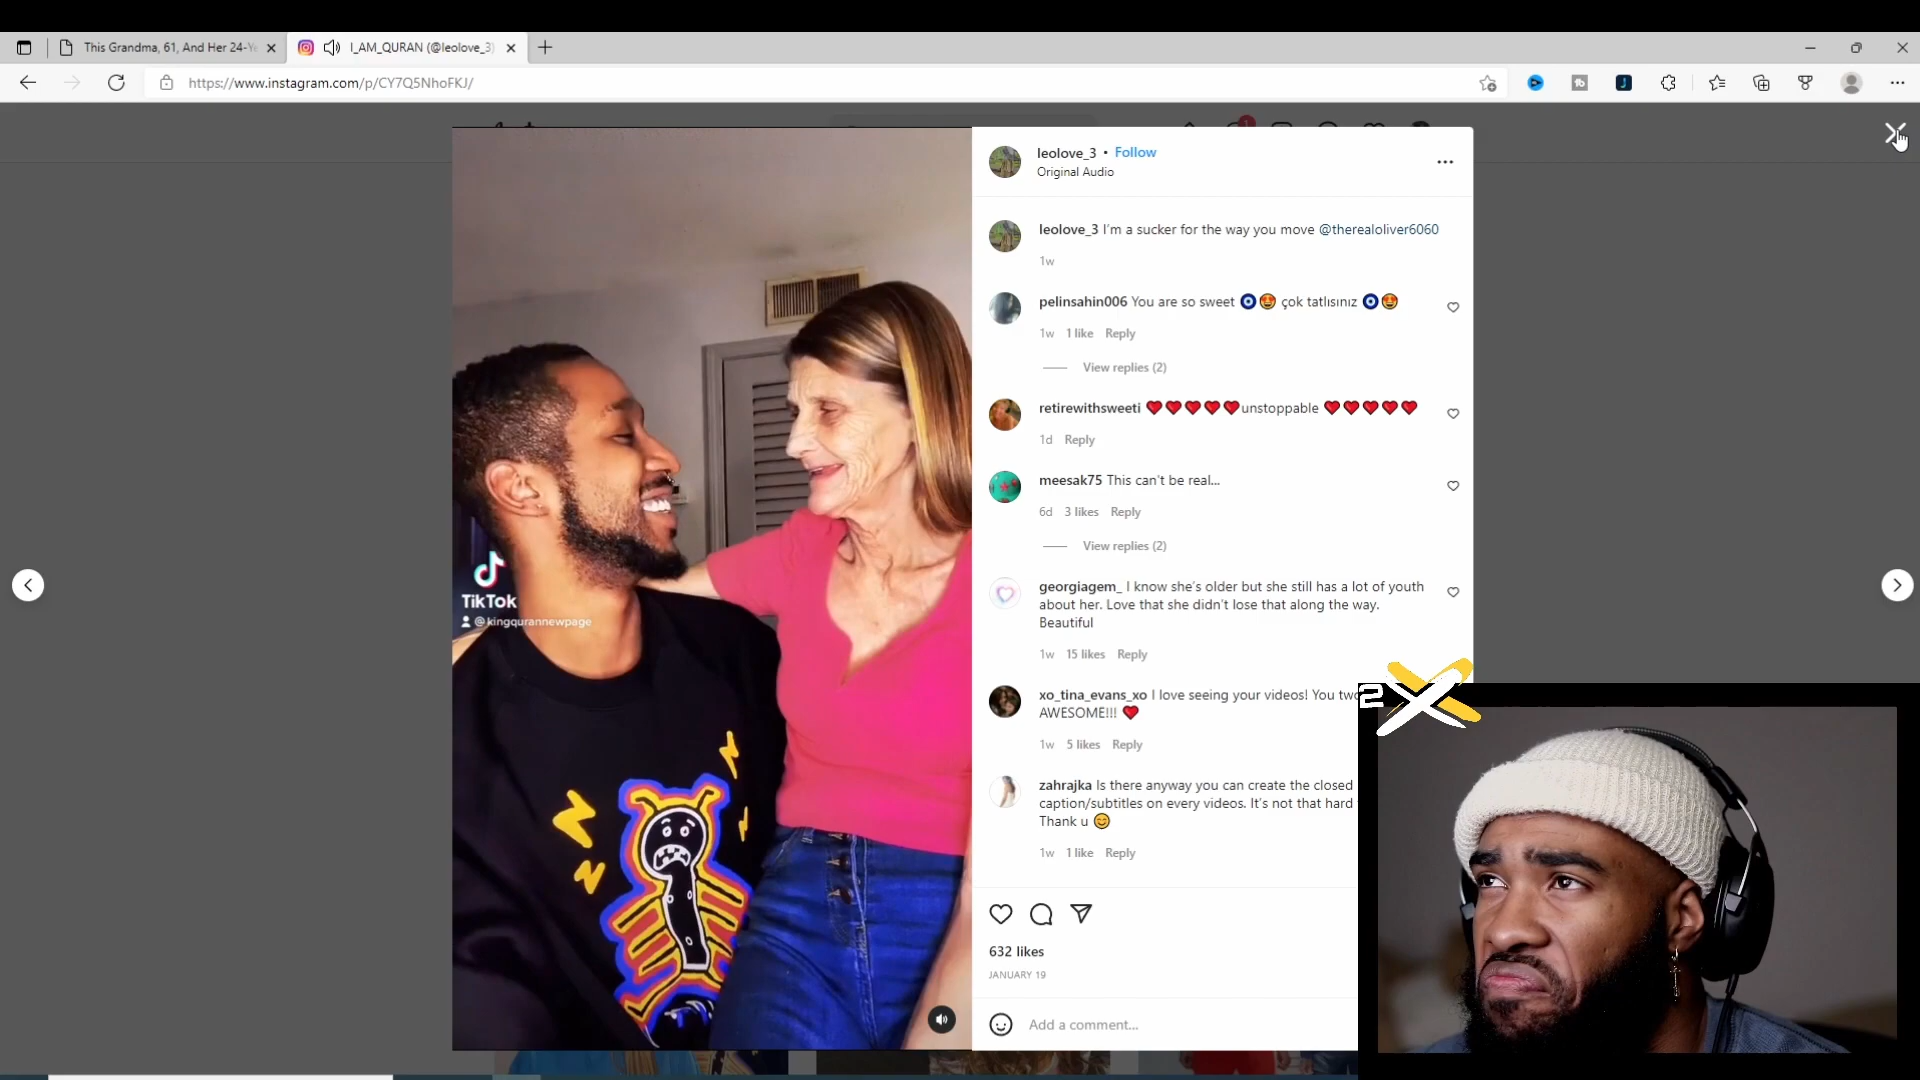 This Grandma, 61, And Her 24-Ye
I_AM_QURAN (@leolove_3)
https://www.instagram.com/p/CY7Q5NhoFKJ/
leolove_3 • Follow
Original Audio
leolove_3 I'm a sucker for the way you move @therealoliver6060
1w
pelinsahin006 You are so sweet 🧿🤩 çok tatlısınız 🧿🤩
1w 1 like Reply
View replies (2)
retirewithsweeti ❤❤❤❤❤unstoppable ❤❤❤❤❤
1d Reply
meesak75 This can't be real...
6d 3 likes Reply
View replies (2)
georgiagem_ I know she's older but she still has a lot of youth
about her. Love that she didn't lose that along the way.
Beautiful
1w 15 likes Reply
xo_tina_evans_xo I love seeing your videos! You two
AWESOME!!! ❤
1w 5 likes Reply
zahrajka Is there anyway you can create the closed
caption/subtitles on every videos. It's not that hard
Thank u 😊
1w 1 like Reply
632 likes
JANUARY 19
Add a comment...
TikTok
@kingqurannewpage
2X